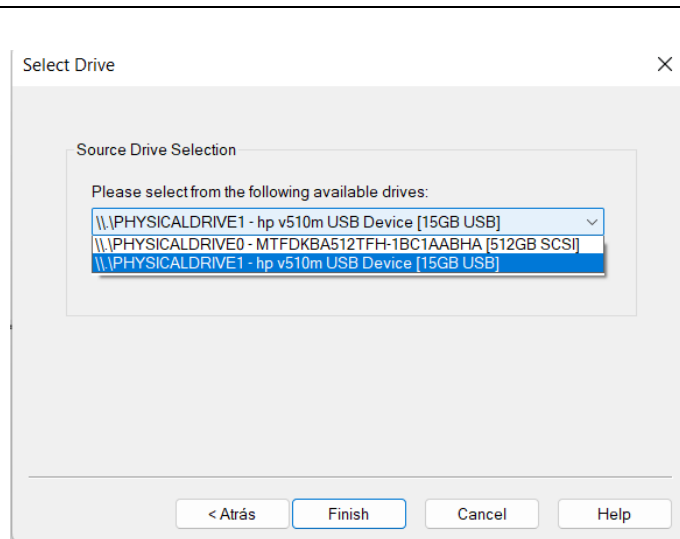 Select Drive
Source Drive Selection
Please select from the following available drives:
\\.\PHYSICALDRIVE1 - hp v510m USB Device [15GB USB]
\\.\PHYSICALDRIVE0 - MTFDKBA512TFH-1BC1AABHA [512GB SCSI]
\\.\PHYSICALDRIVE1 - hp v510m USB Device [15GB USB]
< Atrás Finish Cancel Help